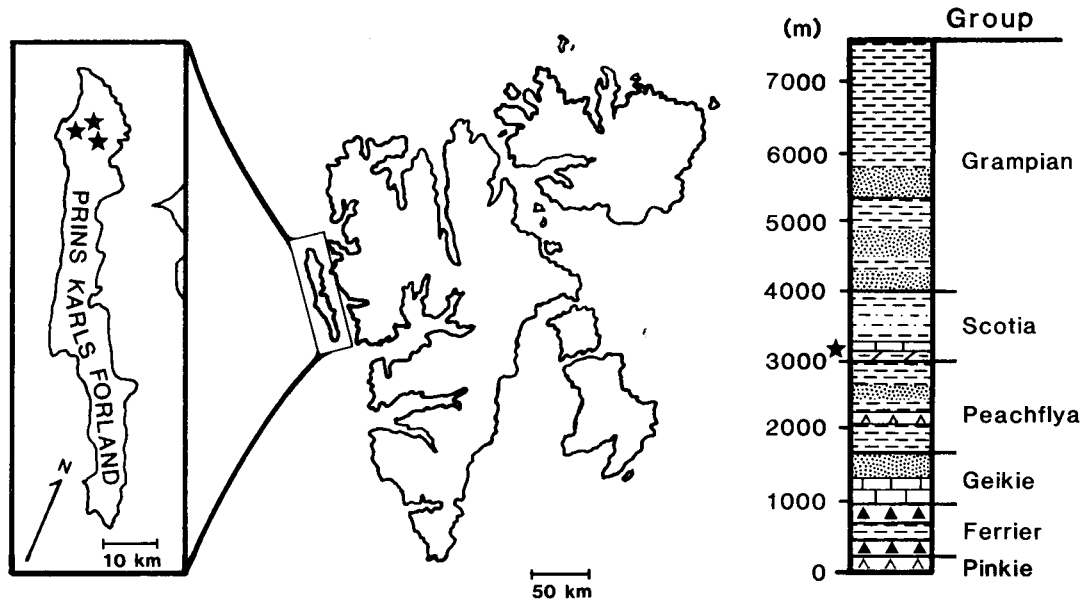 PRINS KARLS FORLAND
N
10 km
50 km
(m)
Group
7000
6000
5000
4000
3000
2000
1000
0
Grampian
Scotia
Peachflya
Geikie
Ferrier
Pinkie